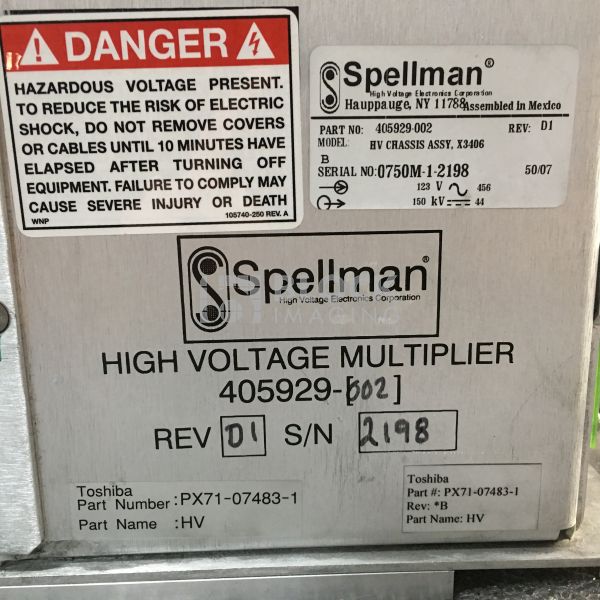 DANGER
HAZARDOUS VOLTAGE PRESENT.
TO REDUCE THE RISK OF ELECTRIC
SHOCK, DO NOT REMOVE COVERS
OR CABLES UNTIL 10 MINUTES HAVE
ELAPSED AFTER TURNING OFF
EQUIPMENT. FAILURE TO COMPLY MAY
CAUSE SEVERE INJURY OR DEATH
WNP 105740-250 REV. A
Spellman®
High Voltage Electronics Corporation
Hauppauge, NY 11788 Assembled in Mexico
PART NO: 405929-002 REV: D1
MODEL: HV CHASSIS ASSY, X3406
B
SERIAL NO: 0750M-1-2198 50/07
123 V 456
150 kV 44
Spellman®
High Voltage Electronics Corporation
BLOCK
IMAGING
HIGH VOLTAGE MULTIPLIER
405929-[002]
REV D1 S/N 2198
Toshiba
Part Number :PX71-07483-1
Part Name :HV
Toshiba
Part #: PX71-07483-1
Rev: *B
Part Name: HV